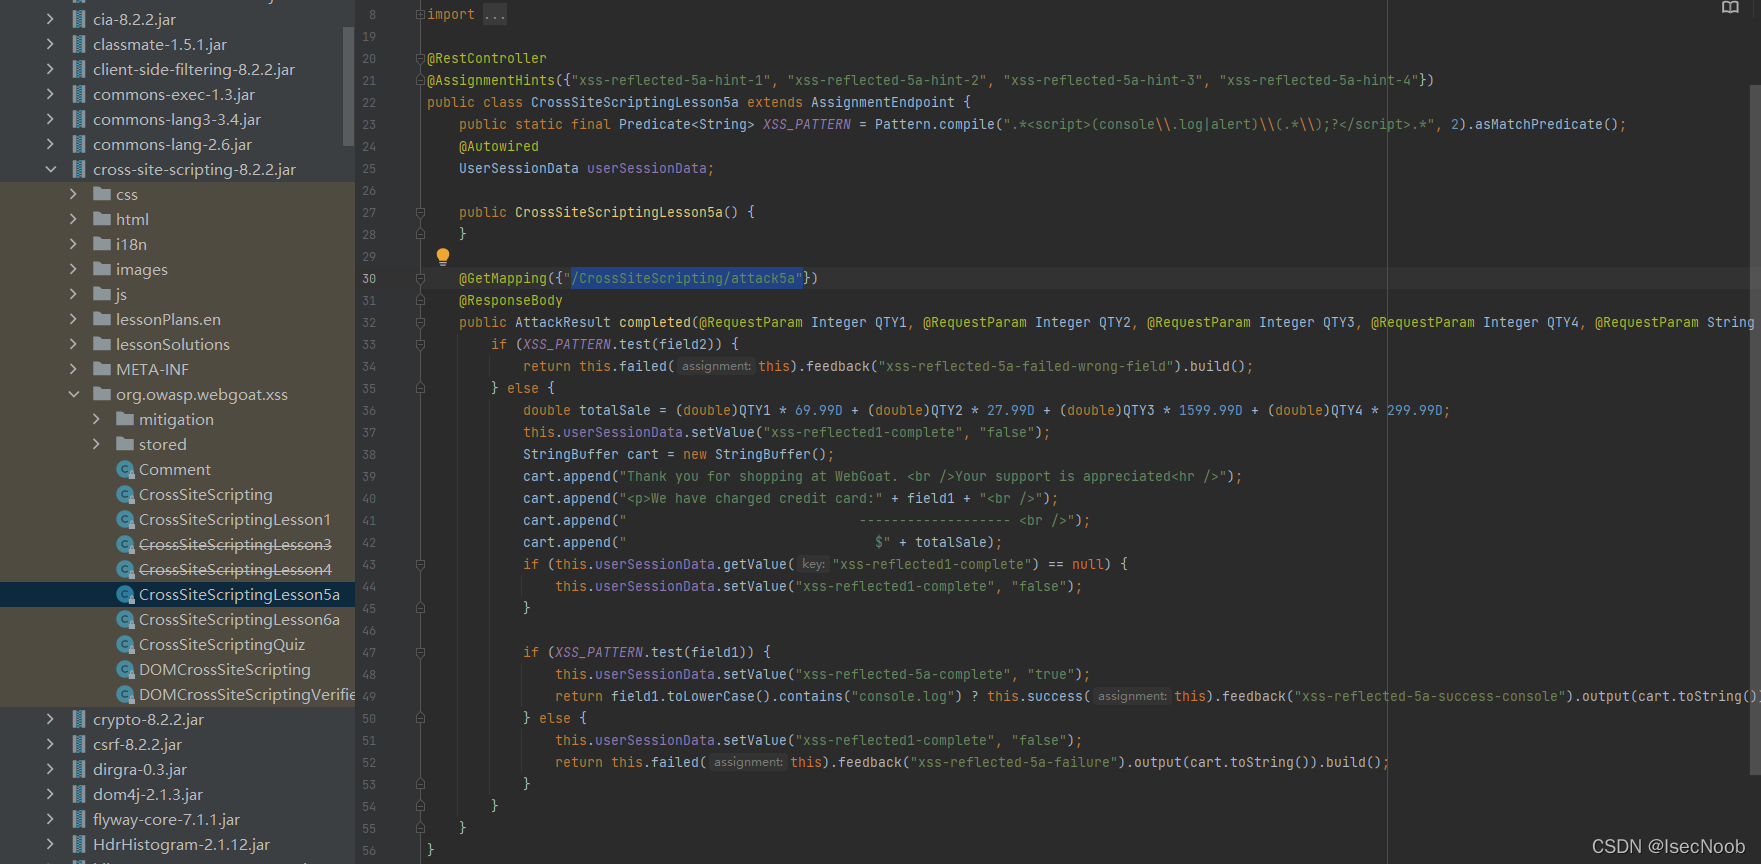 cia-8.2.2.jar
classmate-1.5.1.jar
client-side-filtering-8.2.2.jar
commons-exec-1.3.jar
commons-lang3-3.4.jar
commons-lang-2.6.jar
cross-site-scripting-8.2.2.jar
css
html
i18n
images
js
lessonPlans.en
lessonSolutions
META-INF
org.owasp.webgoat.xss
mitigation
stored
Comment
CrossSiteScripting
CrossSiteScriptingLesson1
CrossSiteScriptingLesson3
CrossSiteScriptingLesson4
CrossSiteScriptingLesson5a
CrossSiteScriptingLesson6a
CrossSiteScriptingQuiz
DOMCrossSiteScripting
DOMCrossSiteScriptingVerifie
crypto-8.2.2.jar
csrf-8.2.2.jar
dirgra-0.3.jar
dom4j-2.1.3.jar
flyway-core-7.1.1.jar
HdrHistogram-2.1.12.jar
8 import ...
19
20 @RestController
21 @AssignmentHints({"xss-reflected-5a-hint-1", "xss-reflected-5a-hint-2", "xss-reflected-5a-hint-3", "xss-reflected-5a-hint-4"})
22 public class CrossSiteScriptingLesson5a extends AssignmentEndpoint {
23 public static final Predicate<String> XSS_PATTERN = Pattern.compile(".*<script>(console\\.log|alert)\\(.*\\);?</script>.*", 2).asMatchPredicate();
24 @Autowired
25 UserSessionData userSessionData;
26
27 public CrossSiteScriptingLesson5a() {
28 }
29
30 @GetMapping({"/CrossSiteScripting/attack5a"})
31 @ResponseBody
32 public AttackResult completed(@RequestParam Integer QTY1, @RequestParam Integer QTY2, @RequestParam Integer QTY3, @RequestParam Integer QTY4, @RequestParam String
33 if (XSS_PATTERN.test(field2)) {
34 return this.failed( assignment: this).feedback("xss-reflected-5a-failed-wrong-field").build();
35 } else {
36 double totalSale = (double)QTY1 * 69.99D + (double)QTY2 * 27.99D + (double)QTY3 * 1599.99D + (double)QTY4 * 299.99D;
37 this.userSessionData.setValue("xss-reflected1-complete", "false");
38 StringBuffer cart = new StringBuffer();
39 cart.append("Thank you for shopping at WebGoat. <br />Your support is appreciated<hr />");
40 cart.append("<p>We have charged credit card:" + field1 + "<br />");
41 cart.append("                             ------------------- <br />");
42 cart.append("                               $" + totalSale);
43 if (this.userSessionData.getValue( key: "xss-reflected1-complete") == null) {
44 this.userSessionData.setValue("xss-reflected1-complete", "false");
45 }
46
47 if (XSS_PATTERN.test(field1)) {
48 this.userSessionData.setValue("xss-reflected-5a-complete", "true");
49 return field1.toLowerCase().contains("console.log") ? this.success( assignment: this).feedback("xss-reflected-5a-success-console").output(cart.toString())
50 } else {
51 this.userSessionData.setValue("xss-reflected1-complete", "false");
52 return this.failed( assignment: this).feedback("xss-reflected-5a-failure").output(cart.toString()).build();
53 }
54 }
55 }
56 }
CSDN @IsecNoob